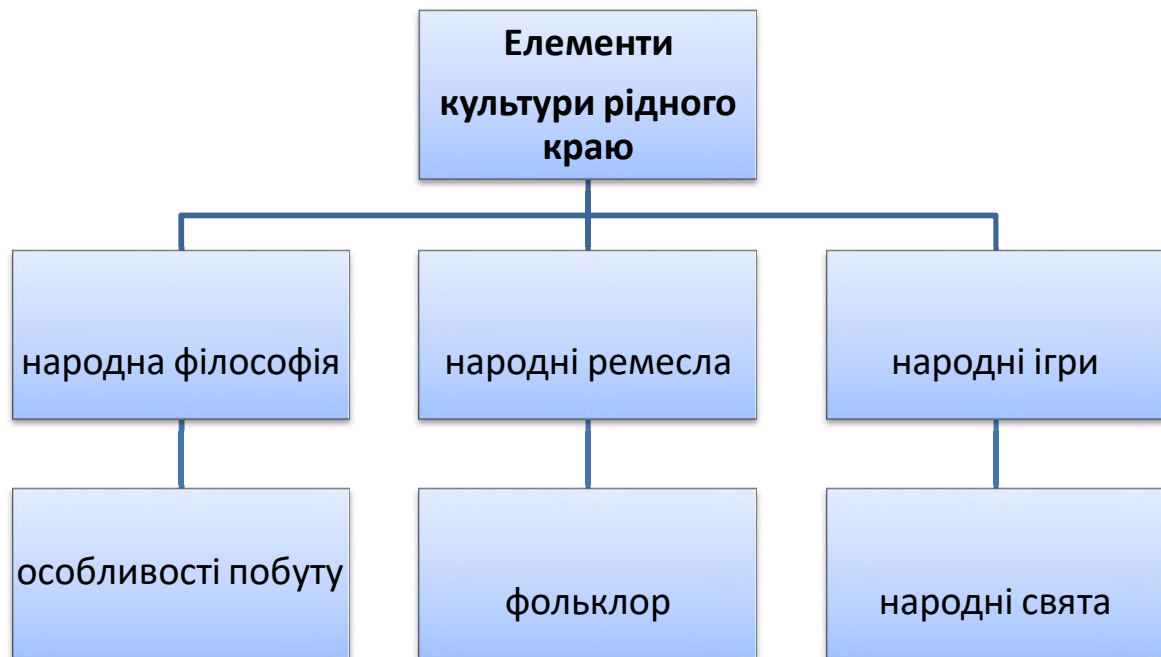 Елементи
культури рідного
краю
народна філософія
народні ремесла
народні ігри
особливості побуту
фольклор
народні свята